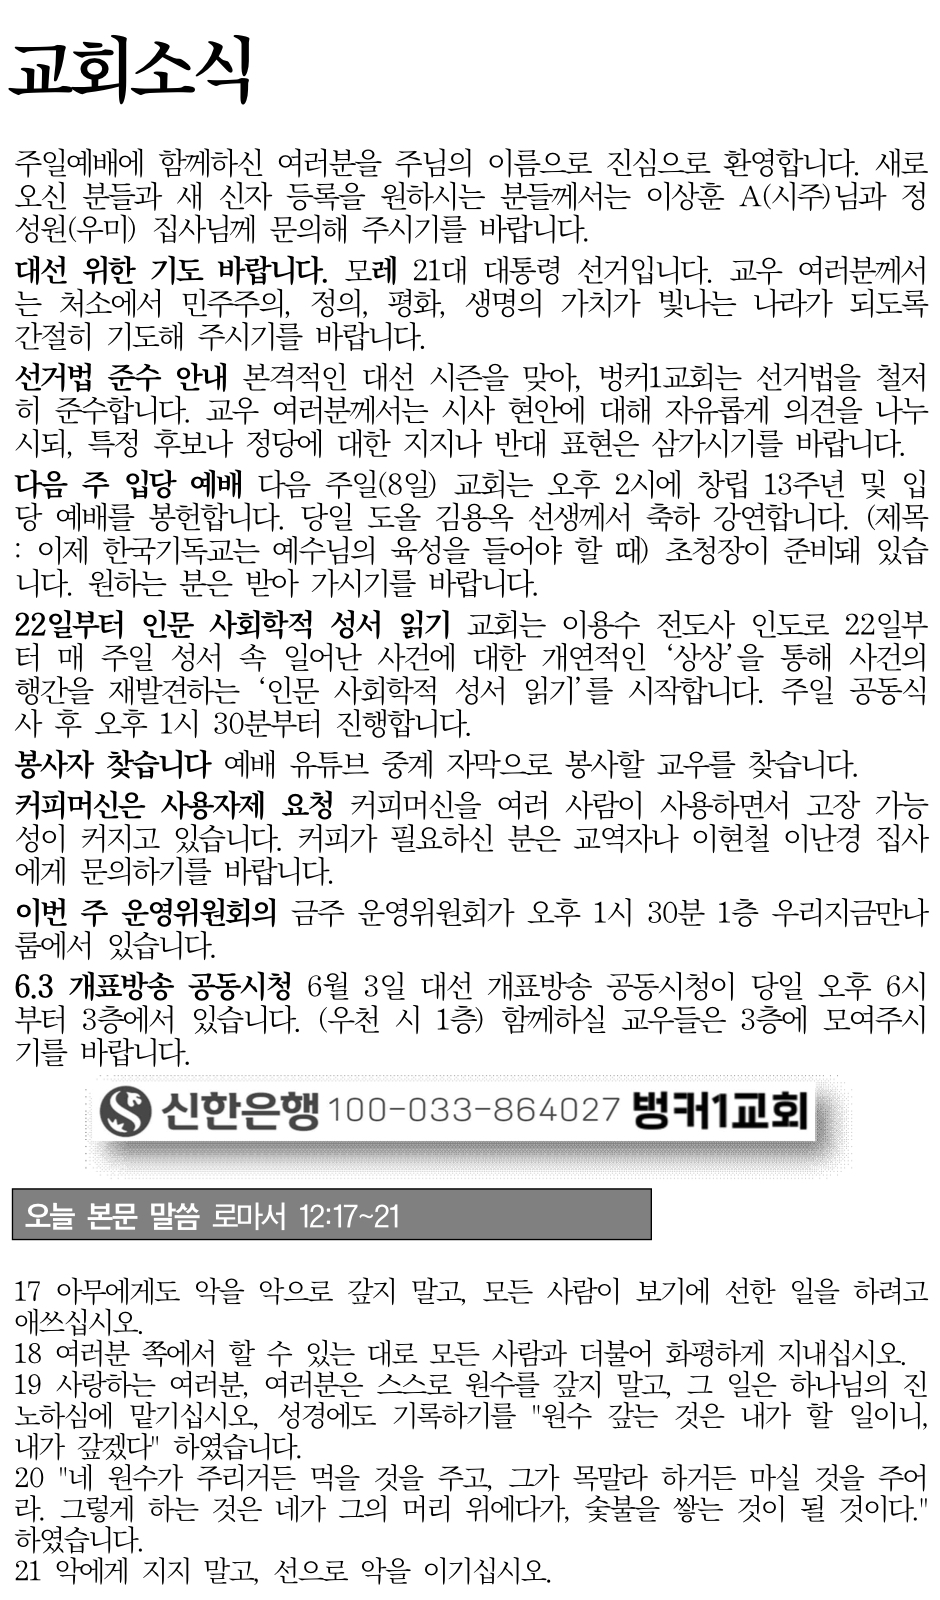 교회소식
주일예배에 함께하신 여러분을 주님의 이름으로 진심으로 환영합니다. 새로
오신 분들과 새 신자 등록을 원하시는 분들께서는 이상훈 A(시주)님과 정
성원(우미) 집사님께 문의해 주시기를 바랍니다.
대선 위한 기도 바랍니다. 모레 21대 대통령 선거입니다. 교우 여러분께서
는 처소에서 민주주의, 정의, 평화, 생명의 가치가 빛나는 나라가 되도록
간절히 기도해 주시기를 바랍니다.
선거법 준수 안내 본격적인 대선 시즌을 맞아, 벙커1교회는 선거법을 철저
히 준수합니다. 교우 여러분께서는 시사 현안에 대해 자유롭게 의견을 나누
시되, 특정 후보나 정당에 대한 지지나 반대 표현은 삼가시기를 바랍니다.
다음 주 입당 예배 다음 주일(8일) 교회는 오후 2시에 창립 13주년 및 입
당 예배를 봉헌합니다. 당일 도올 김용옥 선생께서 축하 강연합니다. (제목
: 이제 한국기독교는 예수님의 육성을 들어야 할 때) 초청장이 준비돼 있습
니다. 원하는 분은 받아 가시기를 바랍니다.
22일부터 인문 사회학적 성서 읽기 교회는 이용수 전도사 인도로 22일부
터 매 주일 성서 속 일어난 사건에 대한 개연적인 ‘상상’을 통해 사건의
행간을 재발견하는 ‘인문 사회학적 성서 읽기’를 시작합니다. 주일 공동식
사 후 오후 1시 30분부터 진행합니다.
봉사자 찾습니다 예배 유튜브 중계 자막으로 봉사할 교우를 찾습니다.
커피머신은 사용자제 요청 커피머신을 여러 사람이 사용하면서 고장 가능
성이 커지고 있습니다. 커피가 필요하신 분은 교역자나 이현철 이난경 집사
에게 문의하기를 바랍니다.
이번 주 운영위원회의 금주 운영위원회가 오후 1시 30분 1층 우리지금만나
룸에서 있습니다.
6.3 개표방송 공동시청 6월 3일 대선 개표방송 공동시청이 당일 오후 6시
부터 3층에서 있습니다. (우천 시 1층) 함께하실 교우들은 3층에 모여주시
기를 바랍니다.
신한은행 100-033-864027 벙커1교회
오늘 본문 말씀 로마서 12:17~21
17 아무에게도 악을 악으로 갚지 말고, 모든 사람이 보기에 선한 일을 하려고
애쓰십시오.
18 여러분 쪽에서 할 수 있는 대로 모든 사람과 더불어 화평하게 지내십시오.
19 사랑하는 여러분, 여러분은 스스로 원수를 갚지 말고, 그 일은 하나님의 진
노하심에 맡기십시오, 성경에도 기록하기를 "원수 갚는 것은 내가 할 일이니,
내가 갚겠다" 하였습니다.
20 "네 원수가 주리거든 먹을 것을 주고, 그가 목말라 하거든 마실 것을 주어
라. 그렇게 하는 것은 네가 그의 머리 위에다가, 숯불을 쌓는 것이 될 것이다."
하였습니다.
21 악에게 지지 말고, 선으로 악을 이기십시오.